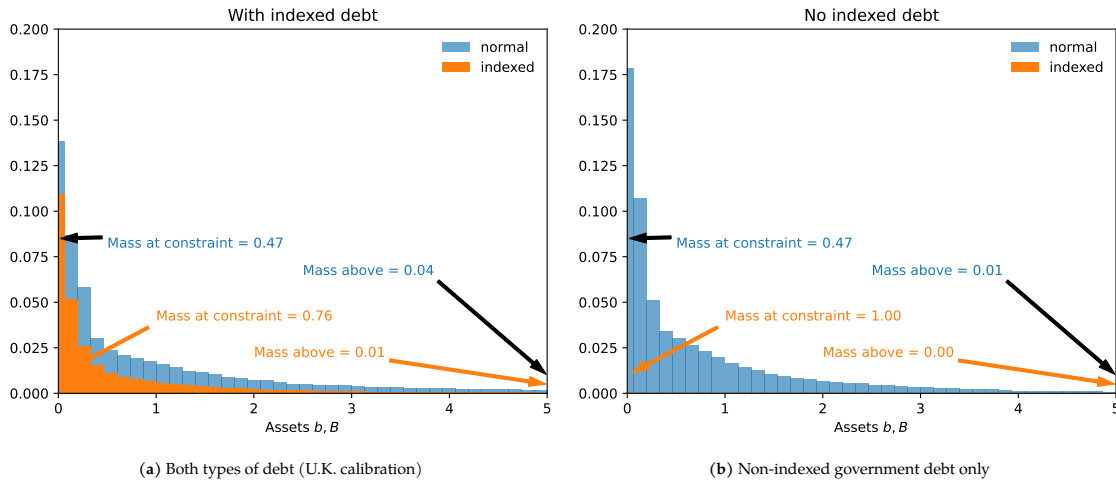 With indexed debt
0.200
0.175
0.150
0.125
0.100
0.075
0.050
0.025
0.000
normal
indexed
Mass at constraint = 0.47
Mass above = 0.04
Mass at constraint = 0.76
Mass above = 0.01
0 1 2 3 4 5
Assets b, B
(a) Both types of debt (U.K. calibration)
No indexed debt
0.200
0.175
0.150
0.125
0.100
0.075
0.050
0.025
0.000
normal
indexed
Mass at constraint = 0.47
Mass above = 0.01
Mass at constraint = 1.00
Mass above = 0.00
0 1 2 3 4 5
Assets b, B
(b) Non-indexed government debt only